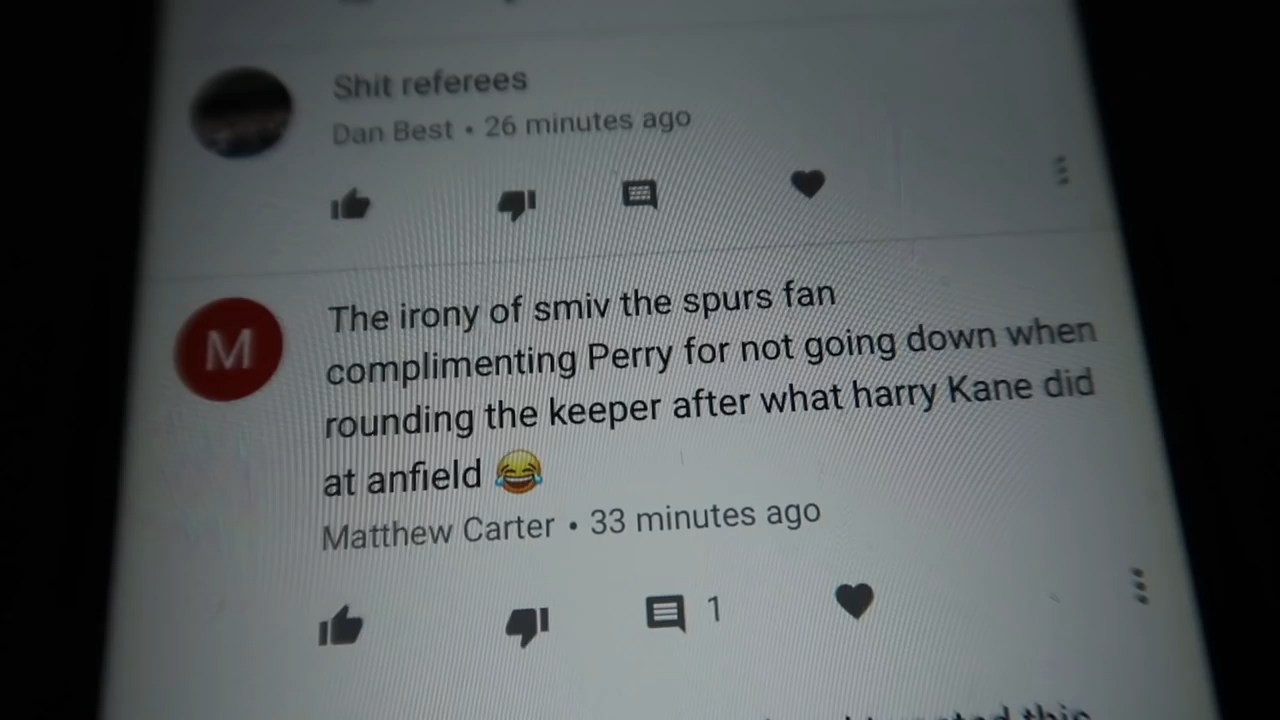 Shit referees
Dan Best • 26 minutes ago
M
The irony of smiv the spurs fan
complimenting Perry for not going down when
rounding the keeper after what harry Kane did
at anfield 😂
Matthew Carter • 33 minutes ago
1
this